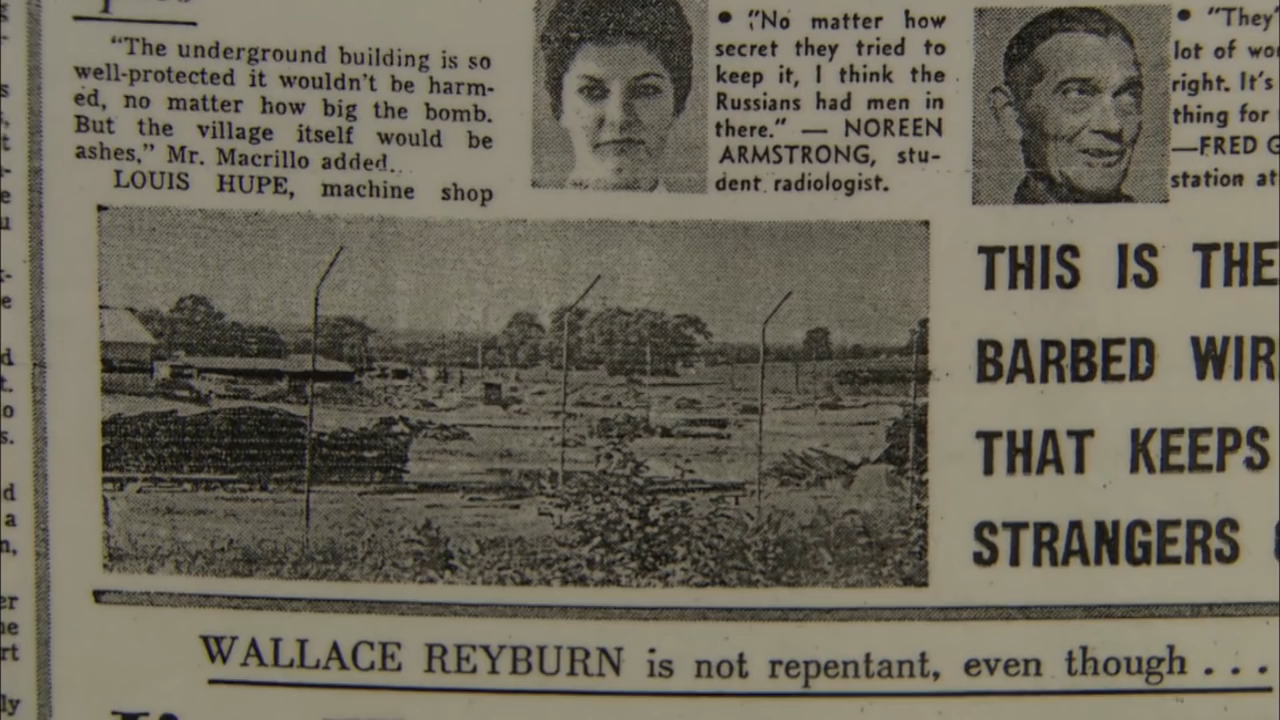 "The underground building is so
well-protected it wouldn't be harm-
ed, no matter how big the bomb.
But the village itself would be
ashes," Mr. Macrillo added.
LOUIS HUPE, machine shop
• "No matter how
secret they tried to
keep it, I think the
Russians had men in
there." — NOREEN
ARMSTRONG, stu-
dent radiologist.
• "They
lot of
right. It's
thing for
—FRED
station
THIS IS THE
BARBED
THAT KEEPS
STRANGERS
WALLACE REYBURN is not repentant, even though . . .